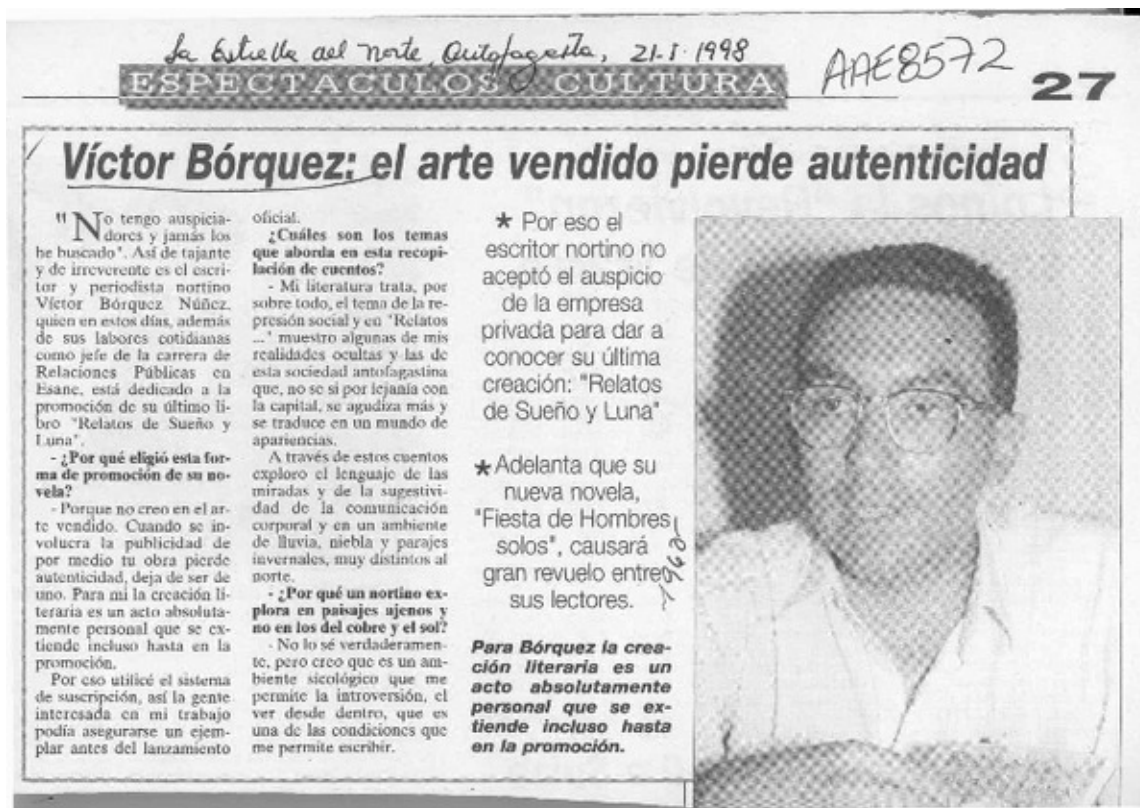 La Estrella del Norte, Antofagasta, 21-I-1998
AAE8572
ESPECTACULOS CULTURA
27
Víctor Bórquez: el arte vendido pierde autenticidad
"No tengo auspicia-
dores y jamás los
he buscado". Así de tajante
y de irreverente es el escri-
tor y periodista nortino
Víctor Bórquez Núñez,
quien en estos días, además
de sus labores cotidianas
como jefe de la carrera de
Relaciones Públicas en
Esane, está dedicado a la
promoción de su último li-
bro "Relatos de Sueño y
Luna".
- ¿Por qué eligió esta for-
ma de promoción de su no-
vela?
- Porque no creo en el ar-
te vendido. Cuando se in-
volucra la publicidad de
por medio tu obra pierde
autenticidad, deja de ser de
uno. Para mi la creación li-
teraria es un acto absoluta-
mente personal que se ex-
tiende incluso hasta en la
promoción.
Por eso utilicé el sistema
de suscripción, así la gente
interesada en mi trabajo
podía asegurarse un ejem-
plar antes del lanzamiento
oficial.
¿Cuáles son los temas
que aborda en esta recopi-
lación de cuentos?
- Mi literatura trata, por
sobre todo, el tema de la re-
presión social y en "Relatos
..." muestro algunas de mis
realidades ocultas y las de
esta sociedad antofagastina
que, no se si por lejanía con
la capital, se agudiza más y
se traduce en un mundo de
apariencias.
A través de estos cuentos
exploro el lenguaje de las
miradas y de la sugestivi-
dad de la comunicación
corporal y en un ambiente
de lluvia, niebla y parajes
invernales, muy distintos al
norte.
- ¿Por qué un nortino ex-
plora en paisajes ajenos y
no en los del cobre y el sol?
- No lo sé verdaderamen-
te, pero creo que es un am-
biente sicológico que me
permite la introversión, el
ver desde dentro, que es
una de las condiciones que
me permite escribir.
* Por eso el
escritor nortino no
aceptó el auspicio
de la empresa
privada para dar a
conocer su última
creación: "Relatos
de Sueño y Luna"
* Adelanta que su
nueva novela,
"Fiesta de Hombres
solos", causará
gran revuelo entre
sus lectores.
1960
Para Bórquez la crea-
ción literaria es un
acto absolutamente
personal que se ex-
tiende incluso hasta
en la promoción.